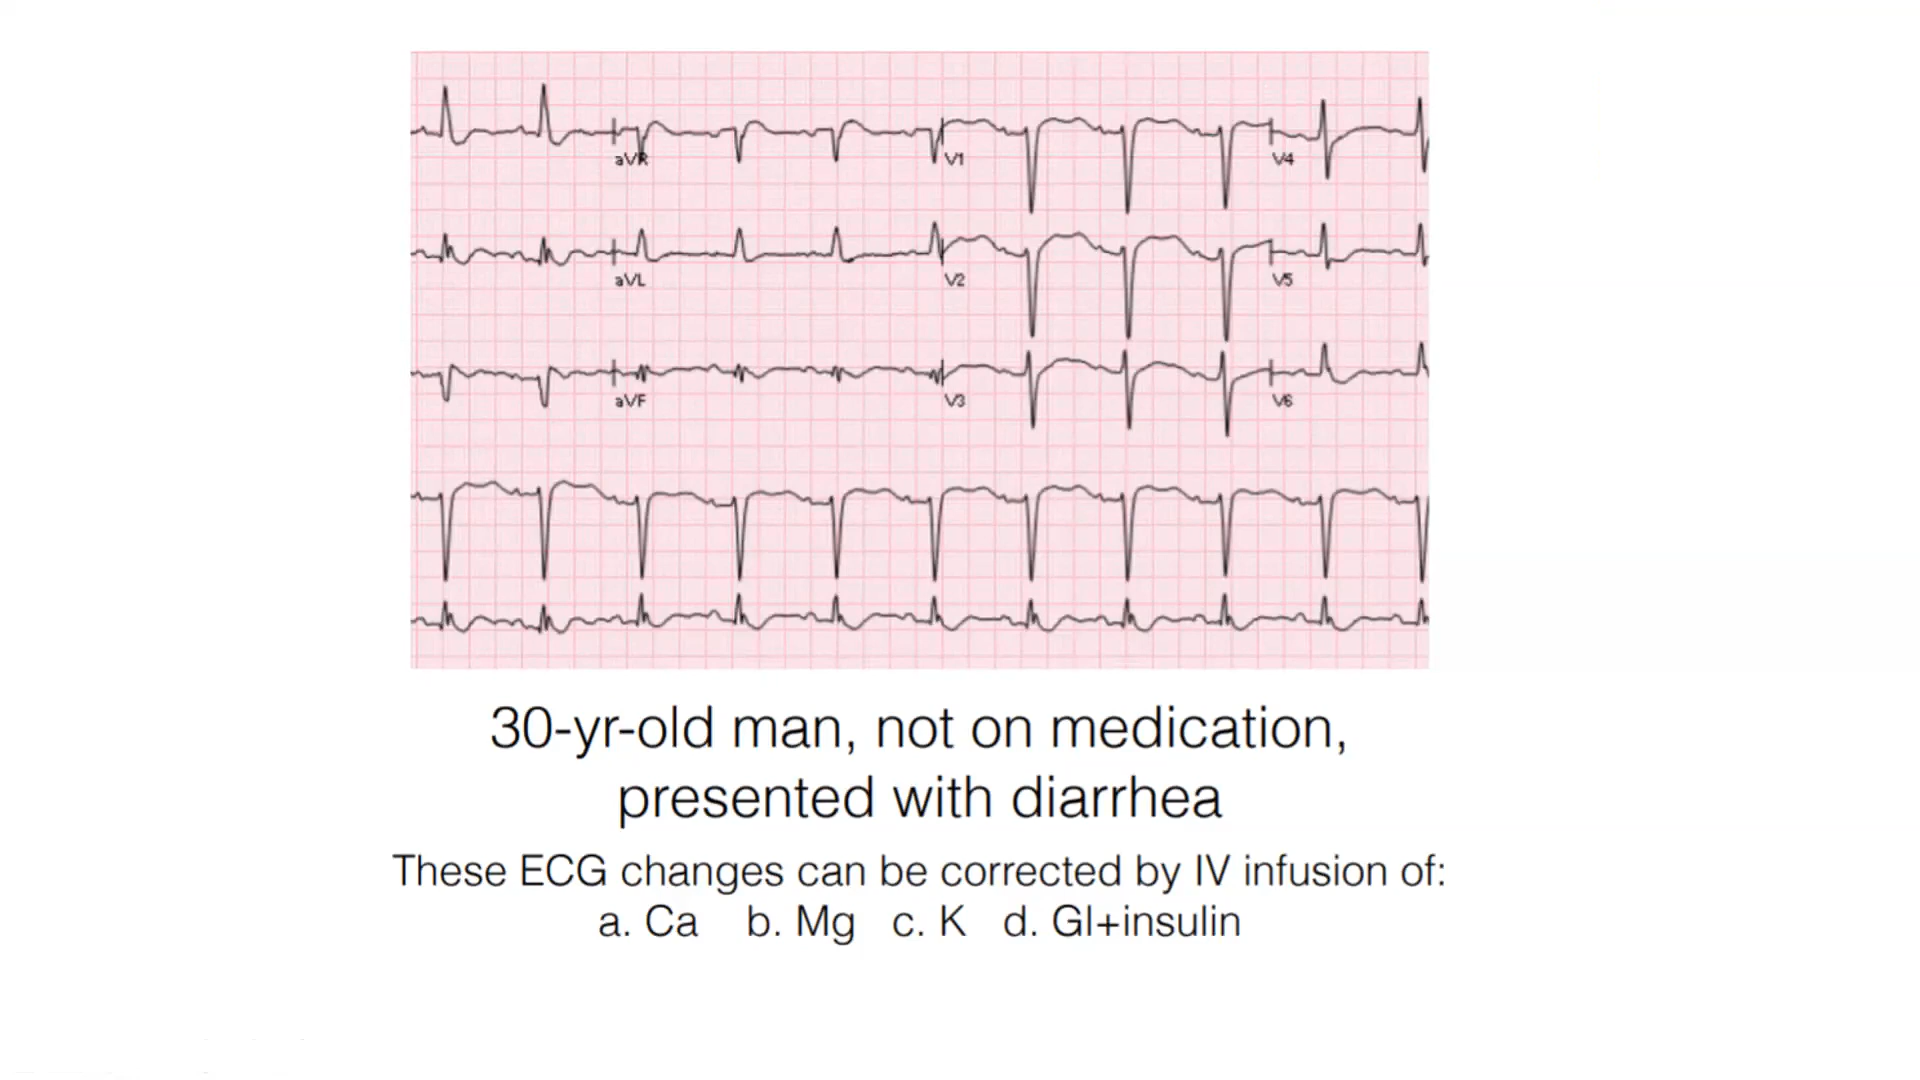 aVR V1 V4
aVL V2 V5
aVF V3 V6
30-yr-old man, not on medication,
presented with diarrhea
These ECG changes can be corrected by IV infusion of:
a. Ca b. Mg c. K d. Gl+insulin